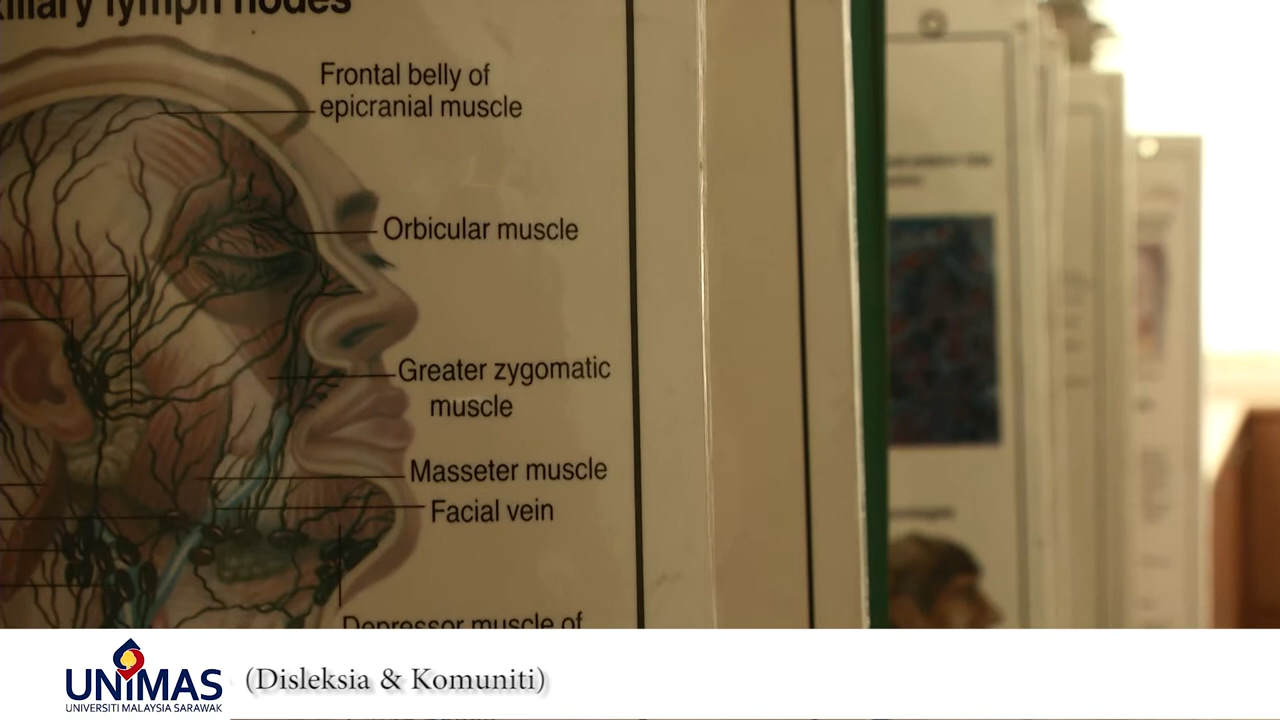 lymph nodes
Frontal belly of
epicranial muscle
Orbicular muscle
Greater zygomatic
muscle
Masseter muscle
Facial vein
Depressor muscle of
UNIMAS
UNIVERSITI MALAYSIA SARAWAK
(Disleksia & Komuniti)